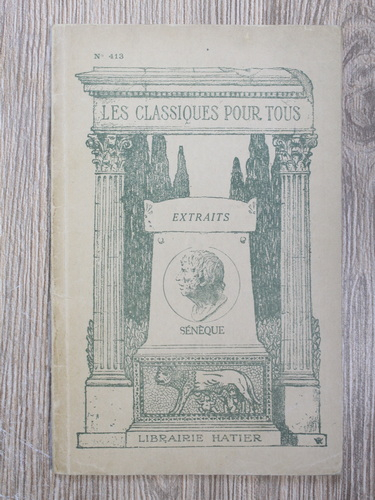 N° 413
LES CLASSIQUES POUR TOUS
EXTRAITS
SÉNÈQUE
LIBRAIRIE HATIER